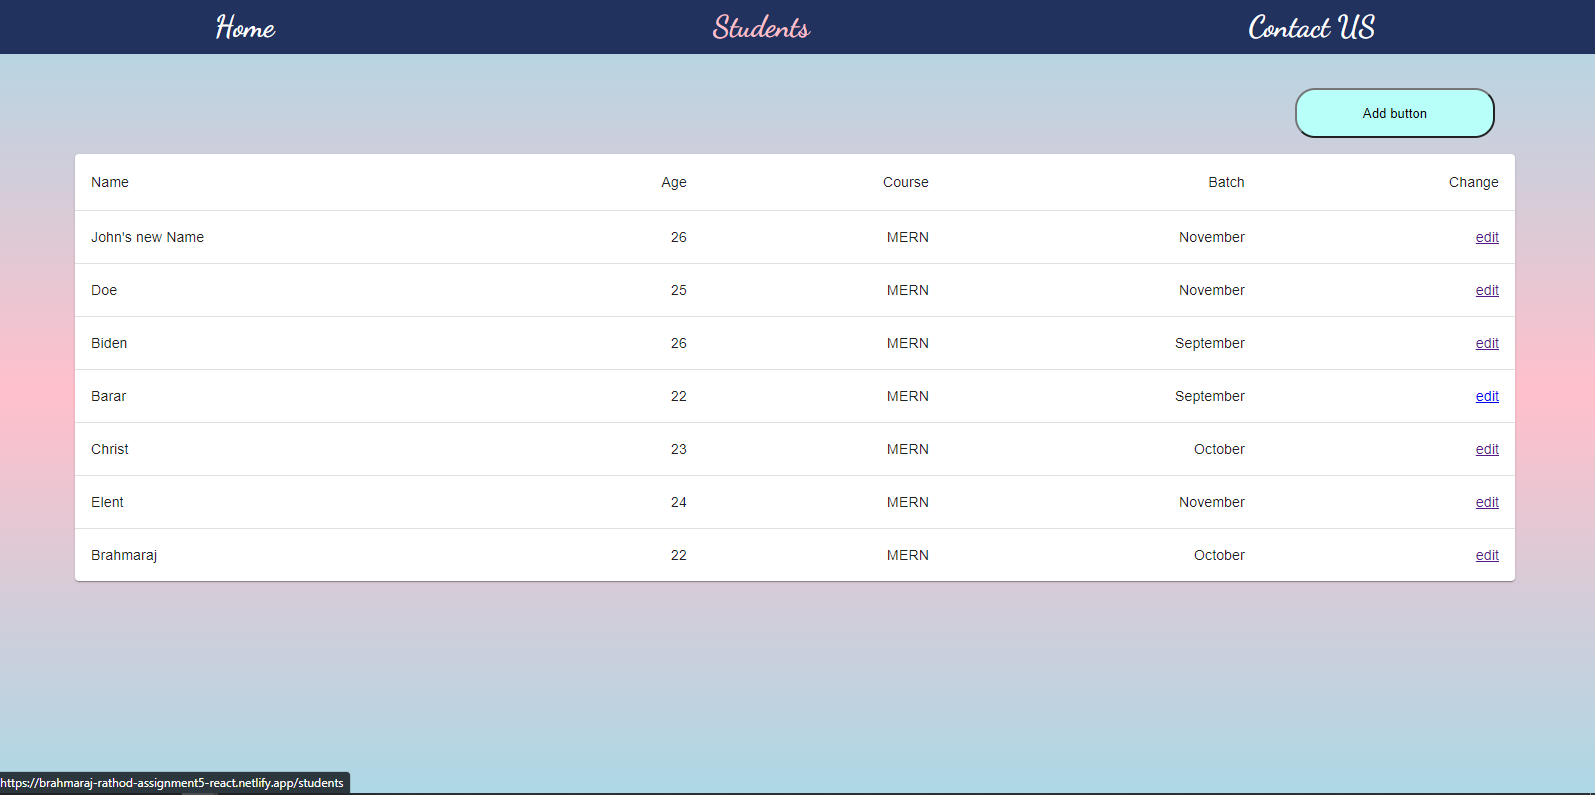 Home Students Contact US
Add button
Name Age Course Batch Change
John's new Name 26 MERN November edit
Doe 25 MERN November edit
Biden 26 MERN September edit
Barar 22 MERN September edit
Christ 23 MERN October edit
Elent 24 MERN November edit
Brahmaraj 22 MERN October edit
https://brahmaraj-rathod-assignment5-react.netlify.app/students